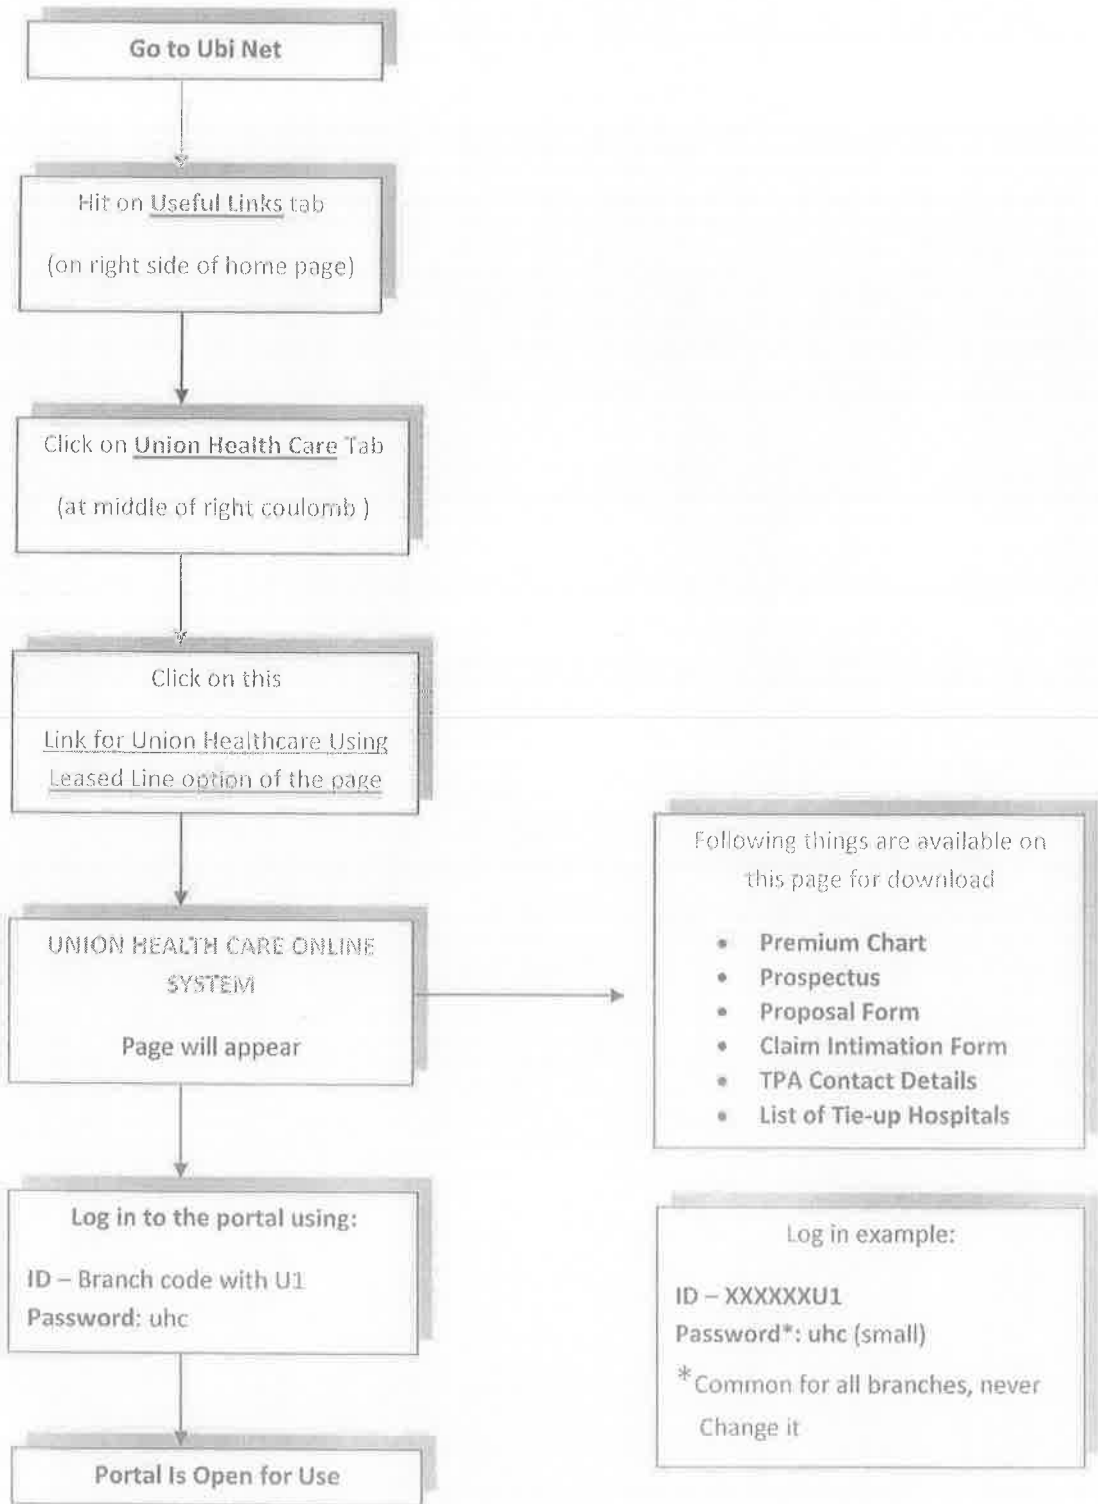 Go to Ubi Net
Hit on Useful Links tab
(on right side of home page)
Click on Union Health Care Tab
(at middle of right coulomb )
Click on this
Link for Union Healthcare Using
Leased Line option of the page
UNION HEALTH CARE ONLINE
SYSTEM
Page will appear
Following things are available on
this page for download
• Premium Chart
• Prospectus
• Proposal Form
• Claim Intimation Form
• TPA Contact Details
• List of Tie-up Hospitals
Log in to the portal using:
ID – Branch code with U1
Password: uhc
Log in example:
ID – XXXXXXU1
Password*: uhc (small)
*Common for all branches, never
Change it
Portal Is Open for Use